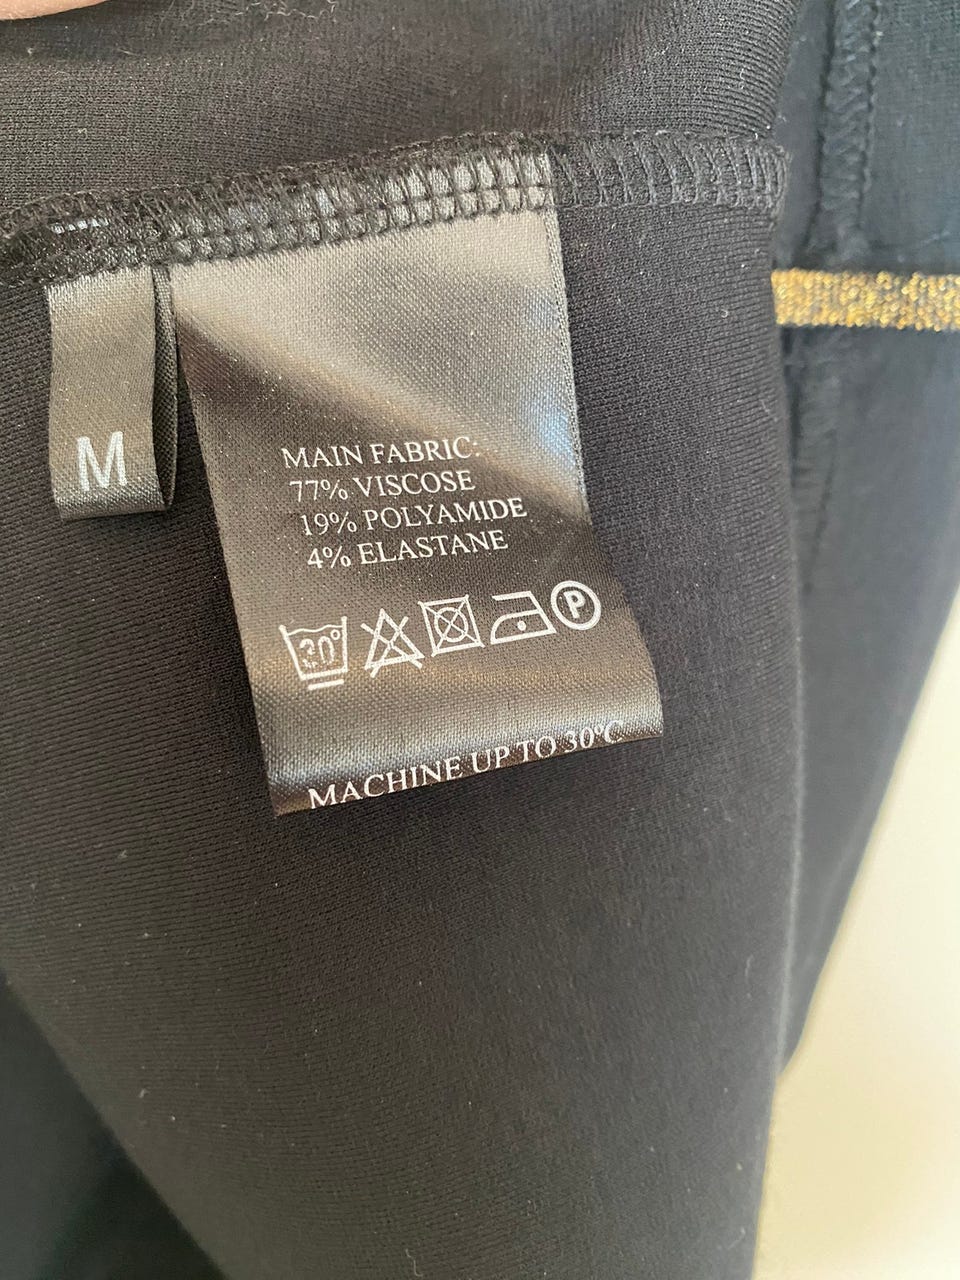 M
MAIN FABRIC:
77% VISCOSE
19% POLYAMIDE
4% ELASTANE
30° P
MACHINE UP TO 30°C